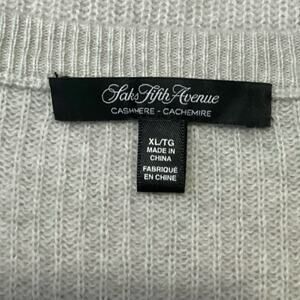 Saks Fifth Avenue
CASHMERE - CACHEMIRE
XL/TG
MADE IN
CHINA
FABRIQUÉ
EN CHINE